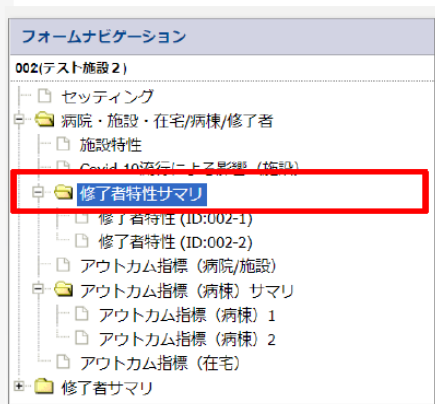 フォームナビゲーション
002(テスト施設２)
セッティング
病院・施設・在宅/病棟/修了者
施設特性
Covid-19流行による影響（施設）
修了者特性サマリ
修了者特性 (ID:002-1)
修了者特性 (ID:002-2)
アウトカム指標（病院/施設）
アウトカム指標（病棟）サマリ
アウトカム指標（病棟）1
アウトカム指標（病棟）2
アウトカム指標（在宅）
修了者サマリ